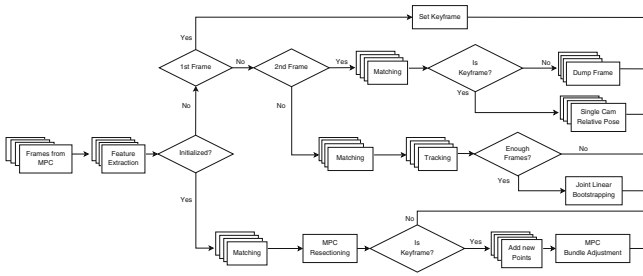 Set Keyframe
Yes
1st Frame
No
2nd Frame
Yes
Matching
Is
Keyframe?
No
Dump Frame
Yes
Single Cam
Relative Pose
No
No
Frames from
MPC
Feature
Extraction
Initialized?
Matching
Tracking
Enough
Frames?
No
Yes
Joint Linear
Bootstrapping
Yes
No
Matching
MPC
Resectioning
Is
Keyframe?
Yes
Add new
Points
MPC
Bundle Adjustment